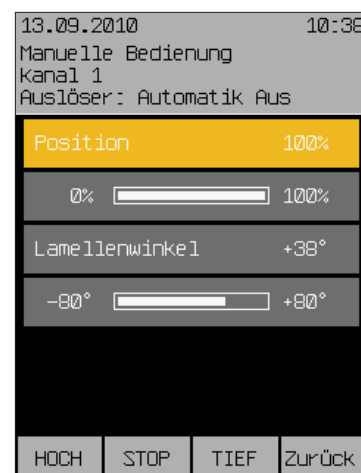 13.09.2010 10:38
Manuelle Bedienung
Kanal 1
Auslöser: Automatik Aus
Position 100%
0% 100%
Lamellenwinkel +38°
-80° +80°
HOCH STOP TIEF Zurück